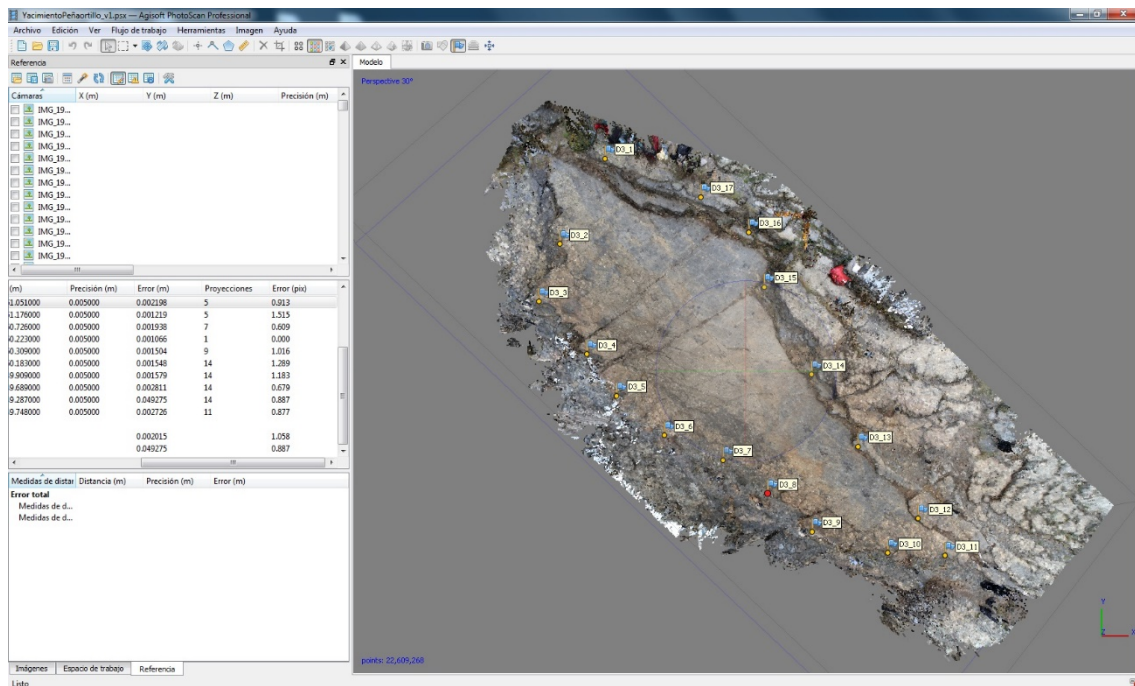 YacimientoPeñaortillo_v1.psx — Agisoft PhotoScan Professional
Archivo Edición Ver Flujo de trabajo Herramientas Imagen Ayuda
Referencia
Modelo
Perspective 30°
Cámaras X (m) Y (m) Z (m) Precisión (m)
IMG_19...
IMG_19...
IMG_19...
IMG_19...
IMG_19...
IMG_19...
IMG_19...
IMG_19...
IMG_19...
IMG_19...
IMG_19...
IMG_19...
IMG_19...
(m) Precisión (m) Error (m) Proyecciones Error (pix)
1.051000 0.005000 0.002198 5 0.913
1.176000 0.005000 0.001219 5 1.515
0.726000 0.005000 0.001938 7 0.609
0.223000 0.005000 0.001066 1 0.000
0.309000 0.005000 0.001504 9 1.016
0.183000 0.005000 0.001548 14 1.289
9.909000 0.005000 0.001579 14 1.183
9.689000 0.005000 0.002811 14 0.679
9.287000 0.005000 0.049275 14 0.887
9.748000 0.005000 0.002726 11 0.877
0.002015 1.058
0.049275 0.887
Medidas de distar Distancia (m) Precisión (m) Error (m)
Error total
Medidas de d...
Medidas de d...
D3_1
D3_17
D3_16
D3_2
D3_15
D3_3
D3_4
D3_14
D3_5
D3_6
D3_13
D3_7
D3_8
D3_12
D3_9
D3_10
D3_11
Y
Z
X
points: 22,609,268
Imágenes Espacio de trabajo Referencia
Listo